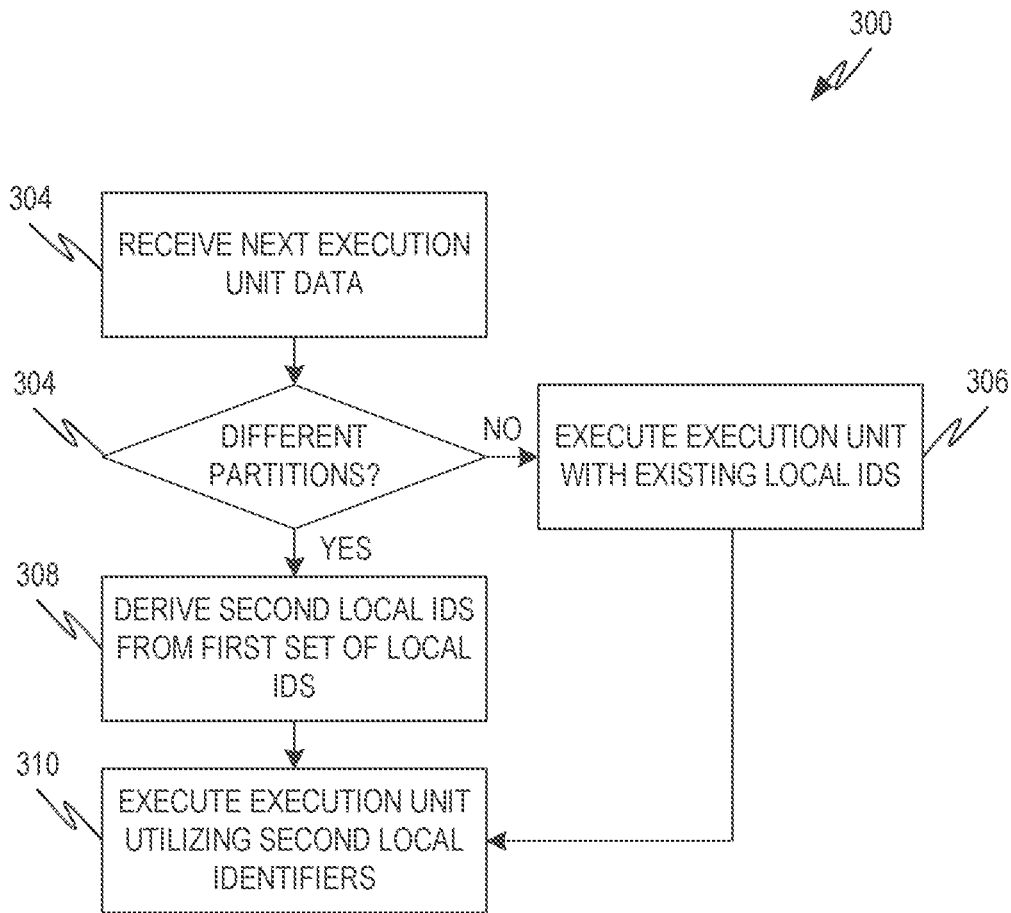 300
304
RECEIVE NEXT EXECUTION
UNIT DATA
304
DIFFERENT
PARTITIONS?
NO
306
EXECUTE EXECUTION UNIT
WITH EXISTING LOCAL IDS
YES
308
DERIVE SECOND LOCAL IDS
FROM FIRST SET OF LOCAL
IDS
310
EXECUTE EXECUTION UNIT
UTILIZING SECOND LOCAL
IDENTIFIERS